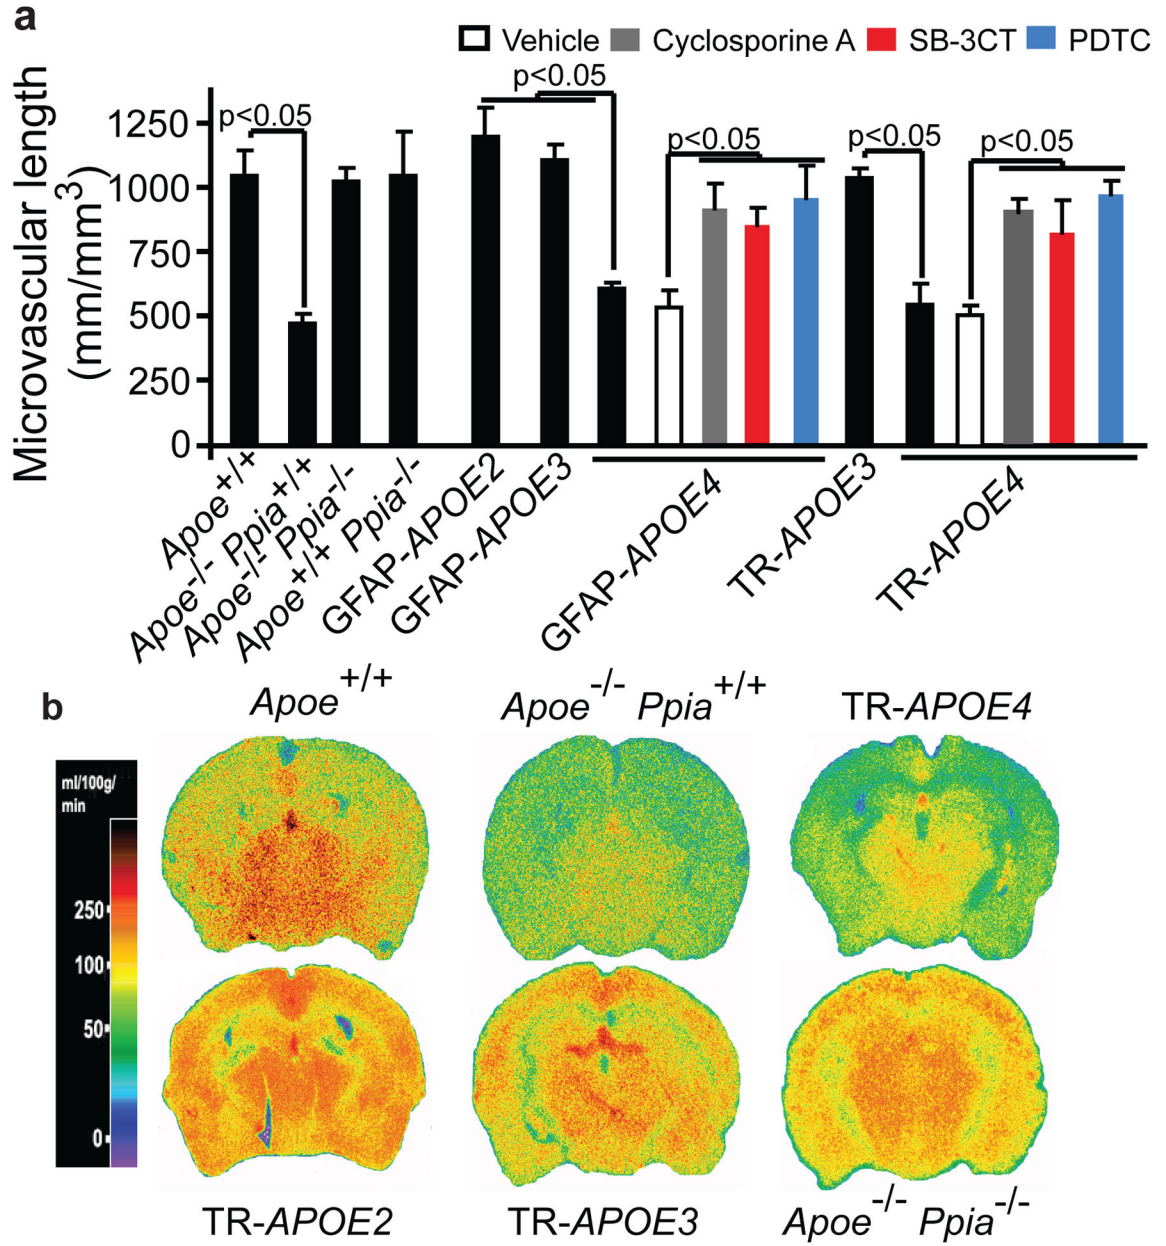 a
Vehicle Cyclosporine A SB-3CT PDTC
Microvascular length
(mm/mm³)
1250
1000
750
500
250
0
p<0.05
p<0.05
p<0.05
p<0.05
p<0.05
Apoe+/+
Apoe-/- Ppia+/+
Apoe-/- Ppia-/-
Apoe+/+ Ppia-/-
GFAP-APOE2
GFAP-APOE3
GFAP-APOE4
TR-APOE3
TR-APOE4
b
Apoe+/+
Apoe-/- Ppia+/+
TR-APOE4
ml/100g/
min
250
100
50
0
TR-APOE2
TR-APOE3
Apoe-/- Ppia-/-